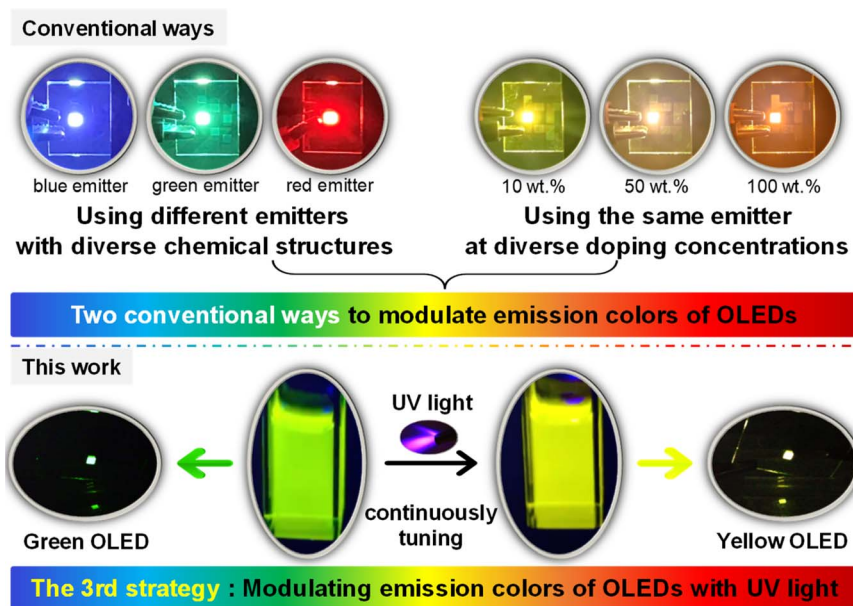 Conventional ways
blue emitter green emitter red emitter
10 wt.% 50 wt.% 100 wt.%
Using different emitters
with diverse chemical structures
Using the same emitter
at diverse doping concentrations
Two conventional ways to modulate emission colors of OLEDs
This work
UV light
continuously
tuning
Green OLED
Yellow OLED
The 3rd strategy : Modulating emission colors of OLEDs with UV light